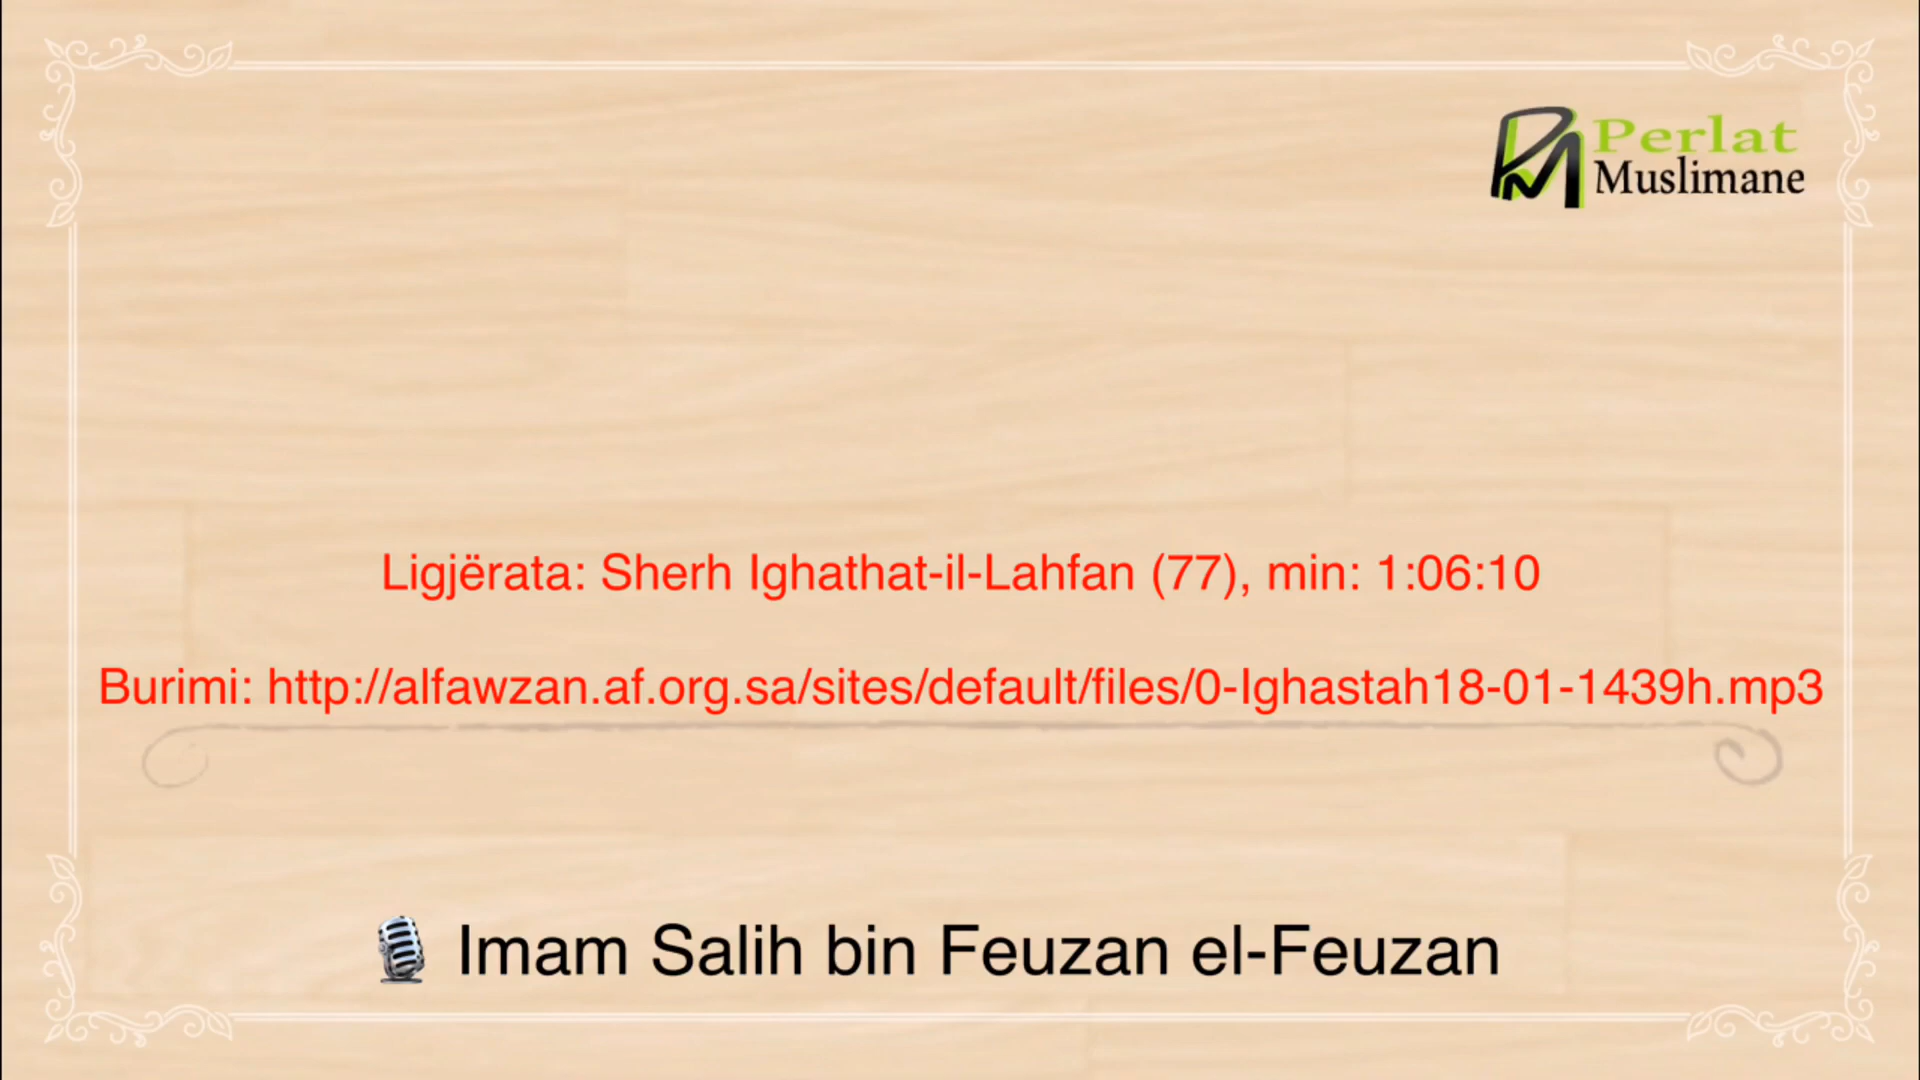 Perlat
Muslimane
Ligjërata: Sherh Ighathat-il-Lahfan (77), min: 1:06:10
Burimi: http://alfawzan.af.org.sa/sites/default/files/0-Ighastah18-01-1439h.mp3
Imam Salih bin Feuzan el-Feuzan